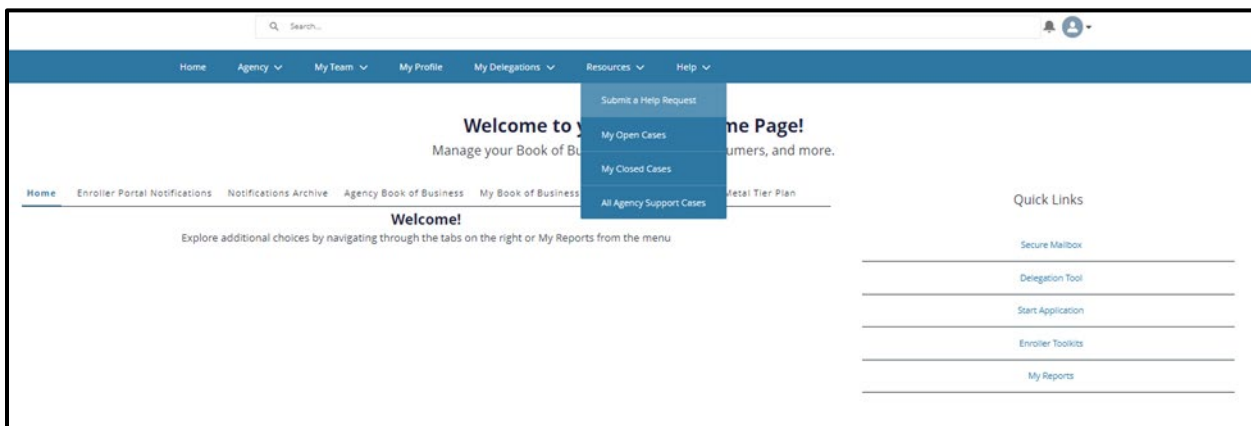 Search...
Home Agency My Team My Profile My Delegations Resources Help
Submit a Help Request
My Open Cases
My Closed Cases
All Agency Support Cases
Welcome to me Page!
Manage your Book of Bu umers, and more.
Home Enroller Portal Notifications Notifications Archive Agency Book of Business My Book of Business Metal Tier Plan
Welcome!
Explore additional choices by navigating through the tabs on the right or My Reports from the menu
Quick Links
Secure Mailbox
Delegation Tool
Start Application
Enroller Toolkits
My Reports